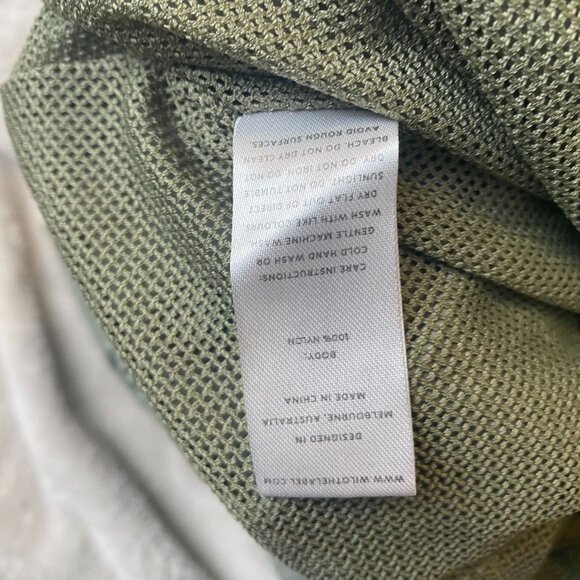 WWW.WILOTHELABEL.COM
DESIGNED IN
MELBOURNE, AUSTRALIA
MADE IN CHINA
BODY:
100% NYLON
CARE INSTRUCTIONS:
COLD HAND WASH OR
GENTLE MACHINE WASH
WASH WITH LIKE COLOURS.
DRY FLAT OUT OF DIRECT
SUNLIGHT. DO NOT TUMBLE
DRY. DO NOT IRON. DO NOT
BLEACH. DO NOT DRY CLEAN.
AVOID ROUGH SURFACES